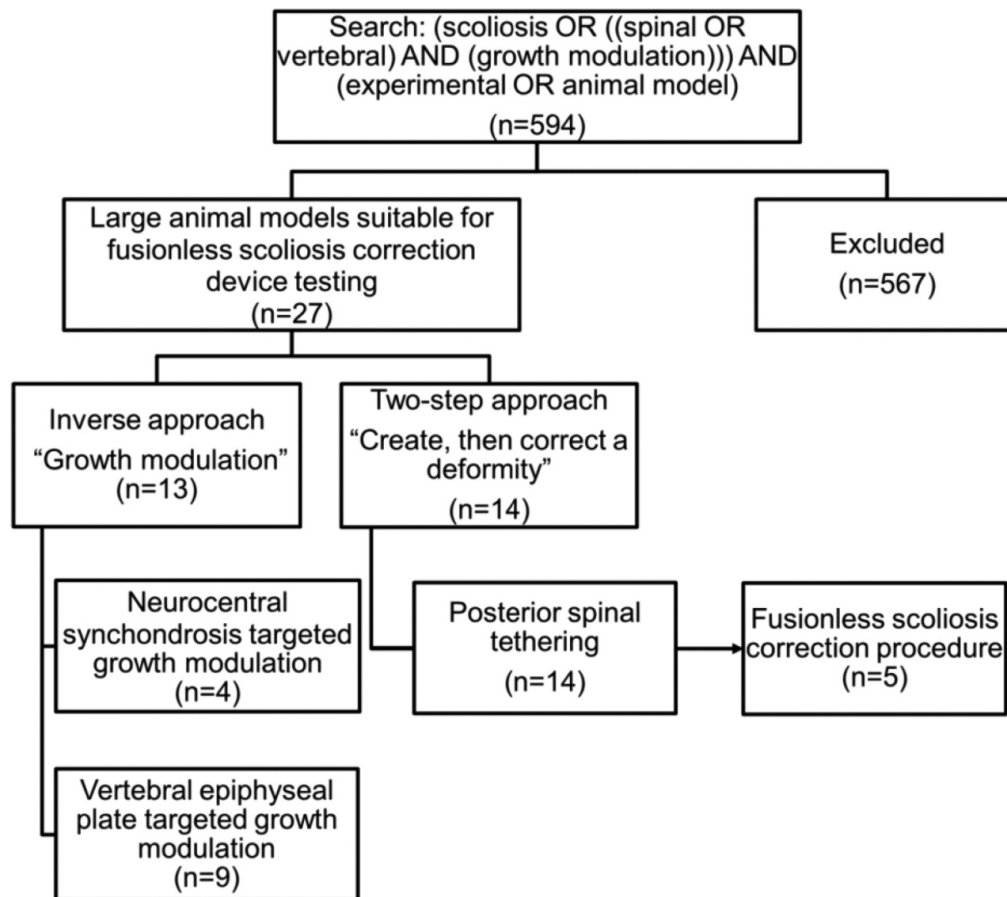 Search: (scoliosis OR ((spinal OR
vertebral) AND (growth modulation))) AND
(experimental OR animal model)
(n=594)
Large animal models suitable for
fusionless scoliosis correction
device testing
(n=27)
Excluded
(n=567)
Inverse approach
“Growth modulation”
(n=13)
Two-step approach
“Create, then correct a
deformity”
(n=14)
Neurocentral
synchondrosis targeted
growth modulation
(n=4)
Posterior spinal
tethering
(n=14)
Fusionless scoliosis
correction procedure
(n=5)
Vertebral epiphyseal
plate targeted growth
modulation
(n=9)